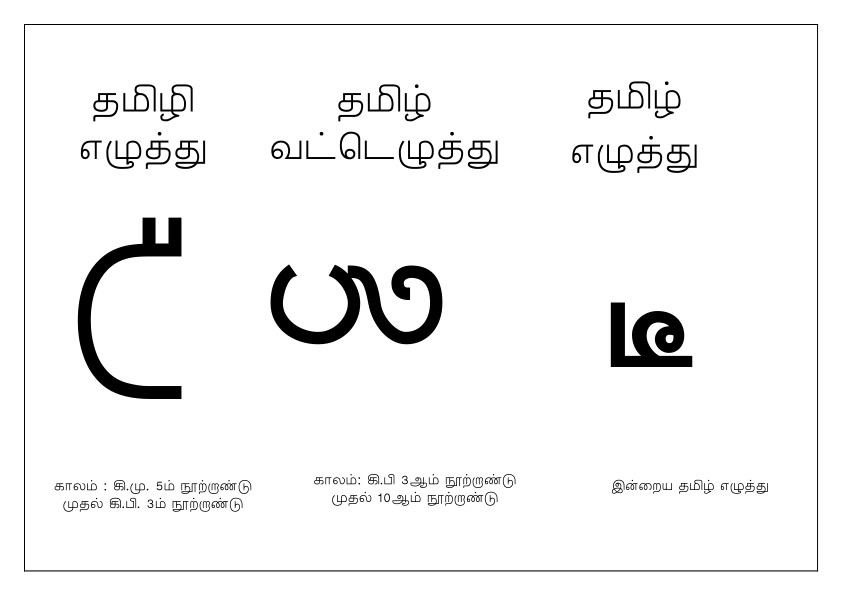 தமிழி
எழுத்து
𑀝𑀻
காலம் : கி.மு. 5ம் நூற்றாண்டு
முதல் கி.பி. 3ம் நூற்றாண்டு
தமிழ்
வட்டெழுத்து
காலம்: கி.பி 3ஆம் நூற்றாண்டு
முதல் 10ஆம் நூற்றாண்டு
தமிழ்
எழுத்து
டீ
இன்றைய தமிழ் எழுத்து